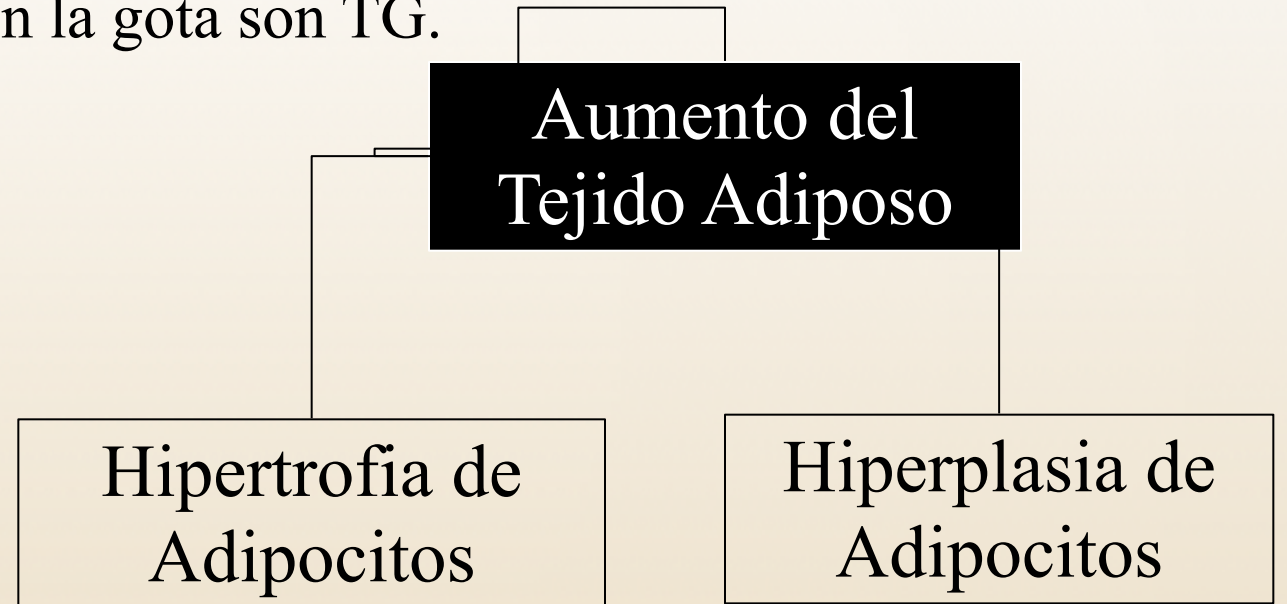 n la gota son TG.
Aumento del
Tejido Adiposo
Hipertrofia de
Adipocitos
Hiperplasia de
Adipocitos